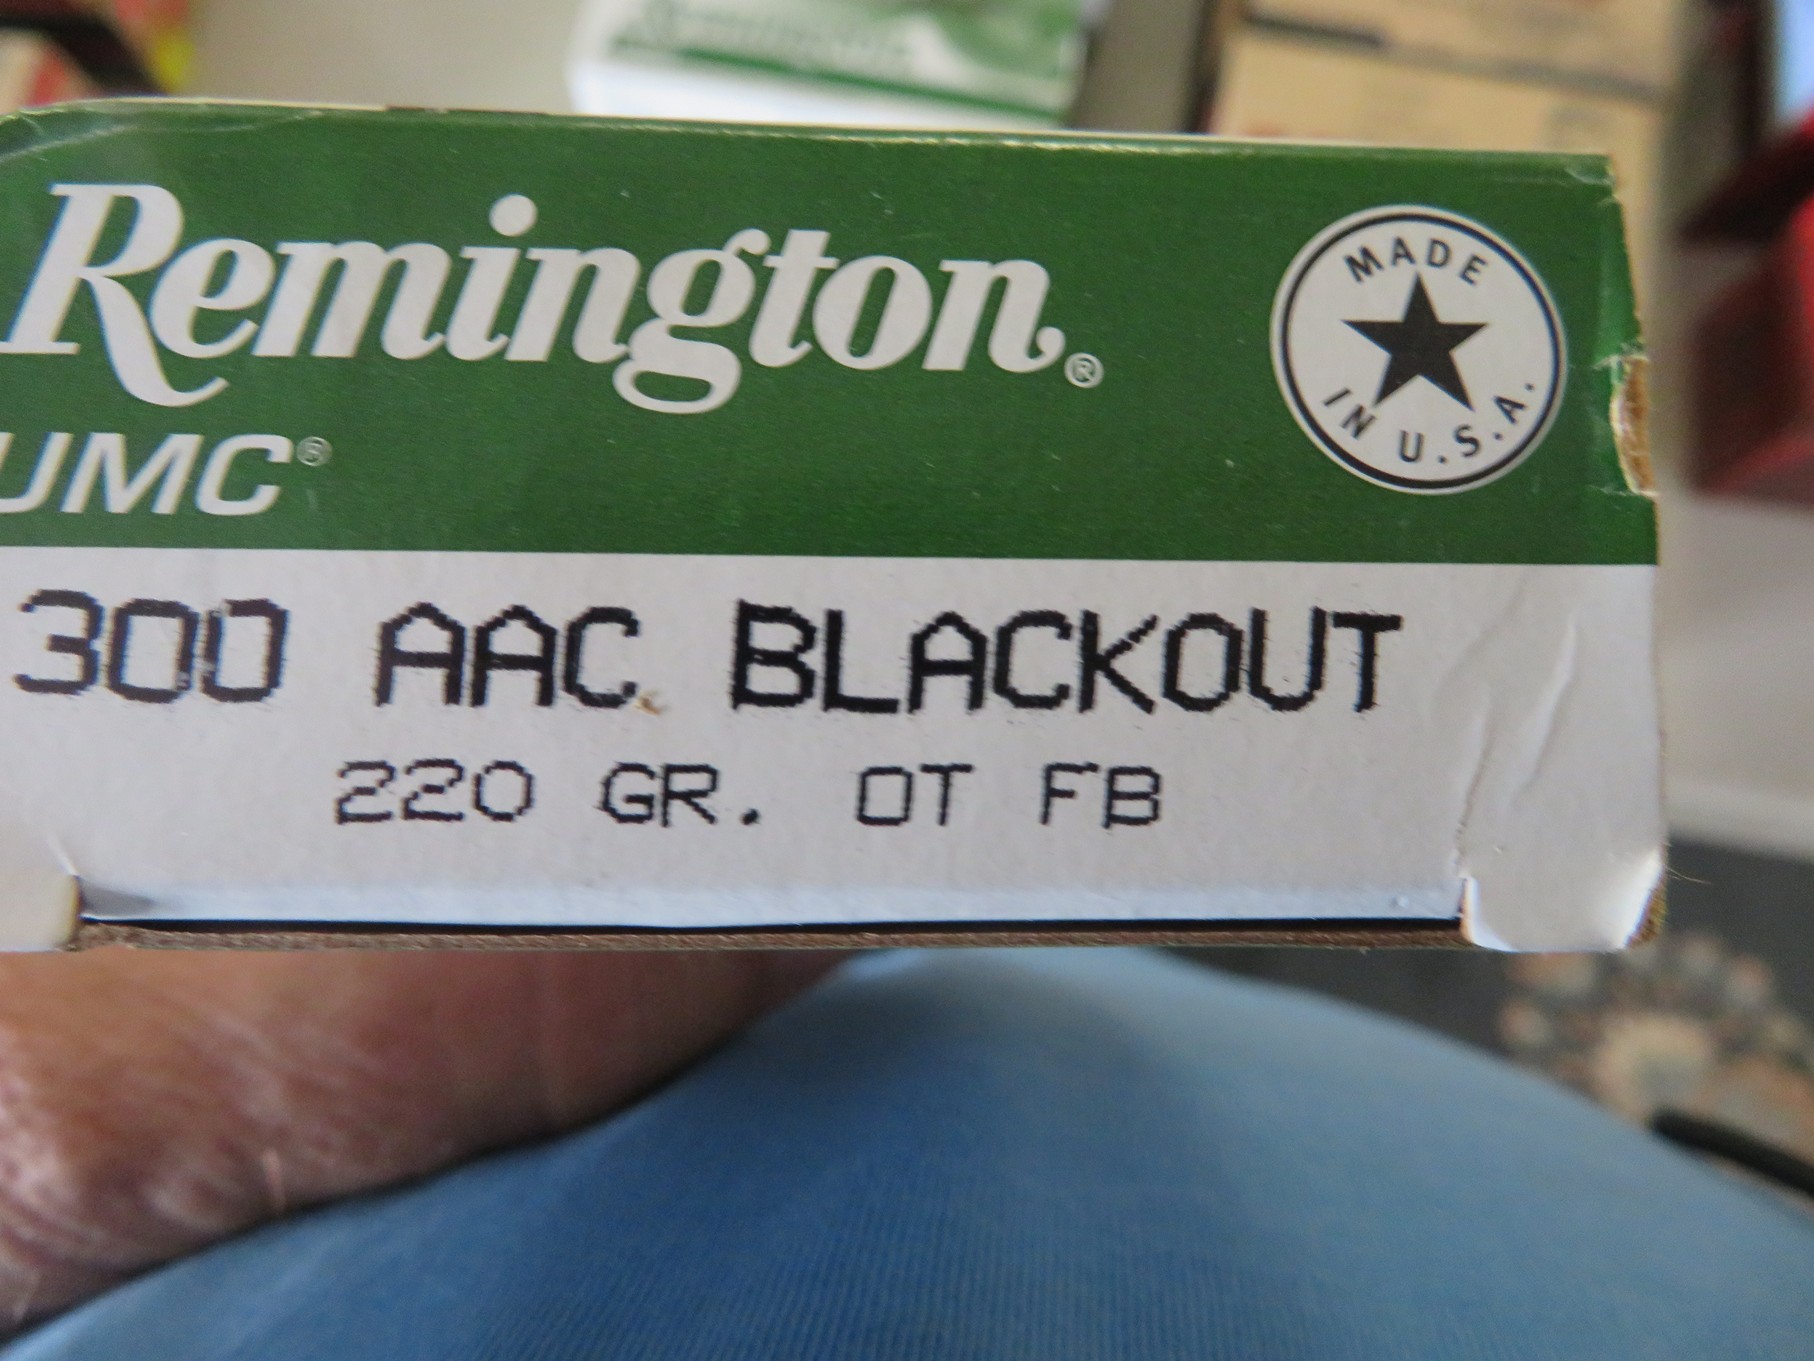 Remington®
UMC®
MADE
IN U.S.A.
300 AAC BLACKOUT
220 GR. OT FB